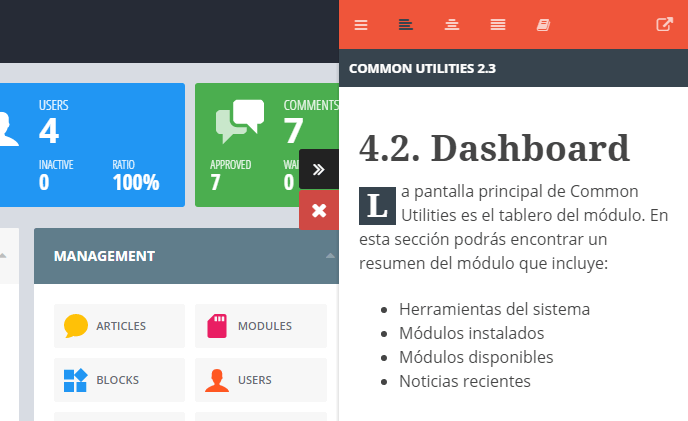 USERS
4
INACTIVE
0
RATIO
100%
COMMENTS
7
APPROVED
7
0
MANAGEMENT
ARTICLES
MODULES
BLOCKS
USERS
COMMON UTILITIES 2.3
4.2. Dashboard
La pantalla principal de Common
Utilities es el tablero del módulo. En
esta sección podrás encontrar un
resumen del módulo que incluye:
Herramientas del sistema
Módulos instalados
Módulos disponibles
Noticias recientes